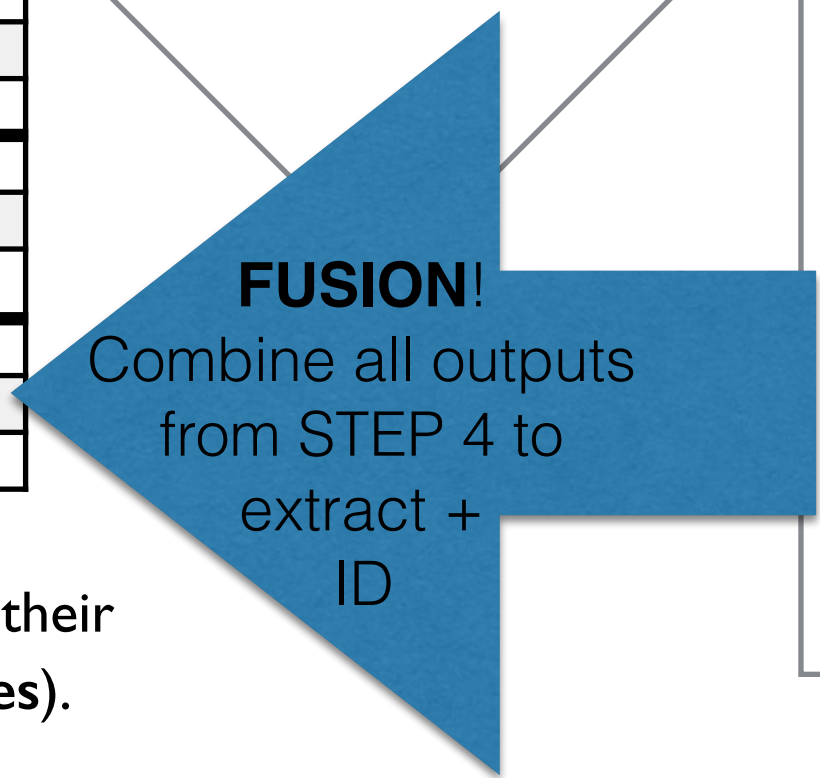 FUSION!
Combine all outputs
from STEP 4 to
extract +
ID
their
es).